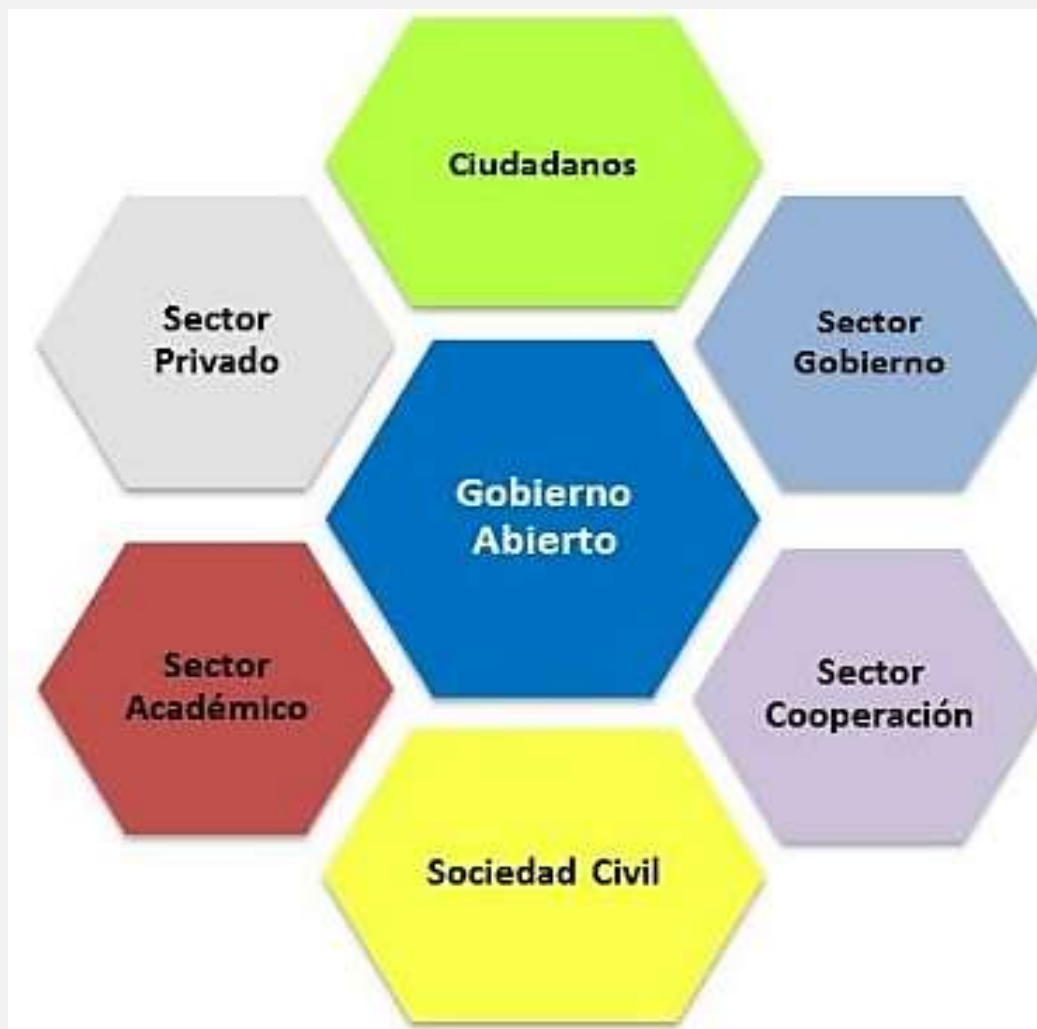 Ciudadanos
Sector
Privado
Sector
Gobierno
Gobierno
Abierto
Sector
Académico
Sector
Cooperación
Sociedad Civil